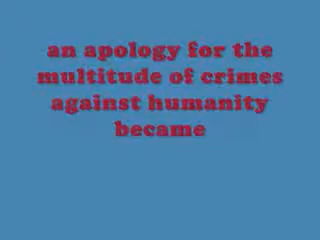 an apology for the
multitude of crimes
against humanity
became